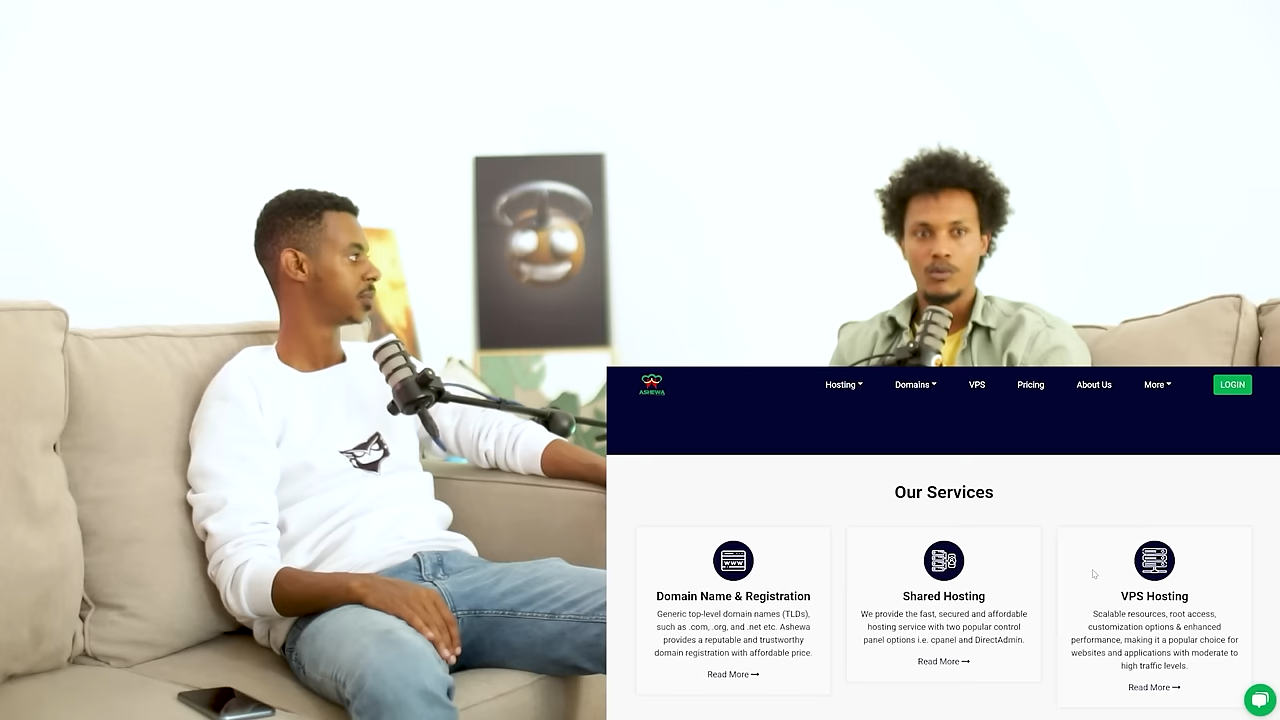 ASHEWA
Hosting
Domains
VPS
Pricing
About Us
More
LOGIN
Our Services
WWW
Domain Name & Registration
Generic top-level domain names (TLDs),
such as .com, .org, and .net etc. Ashewa
provides a reputable and trustworthy
domain registration with affordable price.
Read More
Shared Hosting
We provide the fast, secured and affordable
hosting service with two popular control
panel options i.e. cpanel and DirectAdmin.
Read More
VPS Hosting
Scalable resources, root access,
customization options & enhanced
performance, making it a popular choice for
websites and applications with moderate to
high traffic levels.
Read More